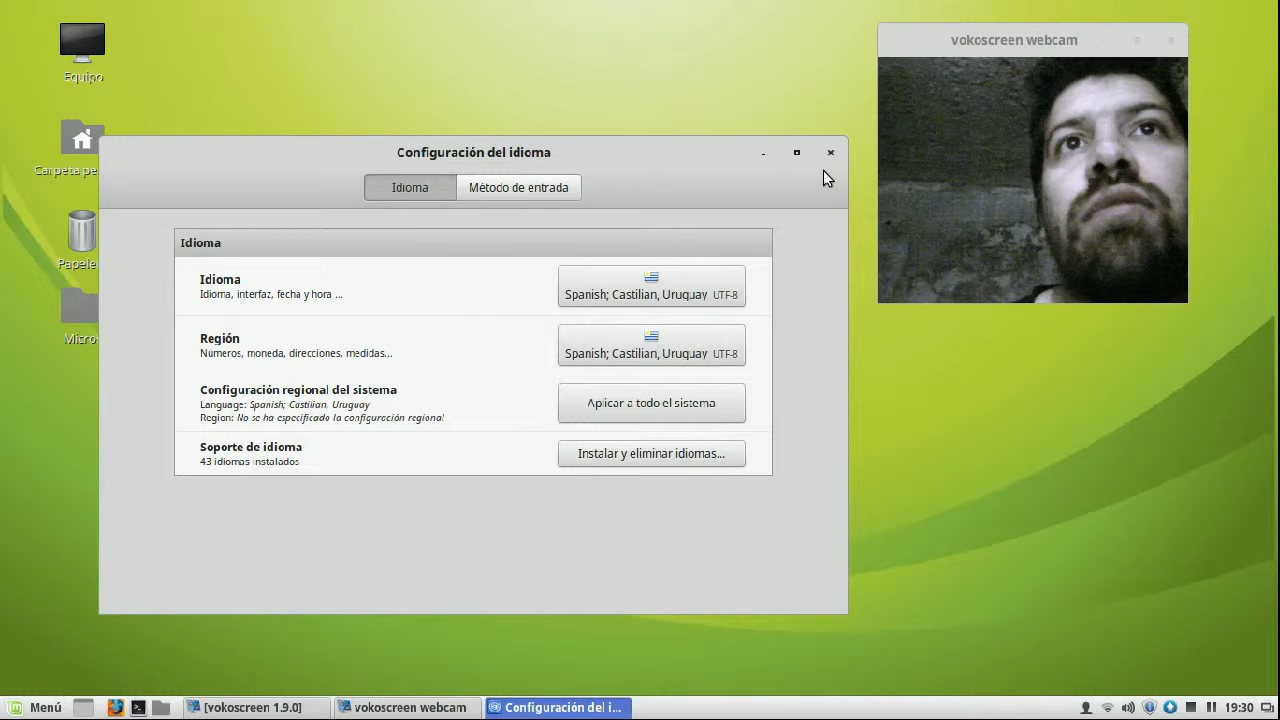 Equipo
vokoscreen webcam
Configuración del idioma
Carpeta pe
Idioma
Método de entrada
Papele
Idioma
Idioma
Idioma, interfaz, fecha y hora ...
Spanish; Castilian, Uruguay UTF-8
Micro
Región
Números, moneda, direcciones, medidas...
Spanish; Castilian, Uruguay UTF-8
Configuración regional del sistema
Language: Spanish; Castilian, Uruguay
Region: No se ha especificado la configuración regional
Aplicar a todo el sistema
Soporte de idioma
43 idiomas instalados
Instalar y eliminar idiomas...
Menú
[vokoscreen 1.9.0]
vokoscreen webcam
Configuración del i...
19:30